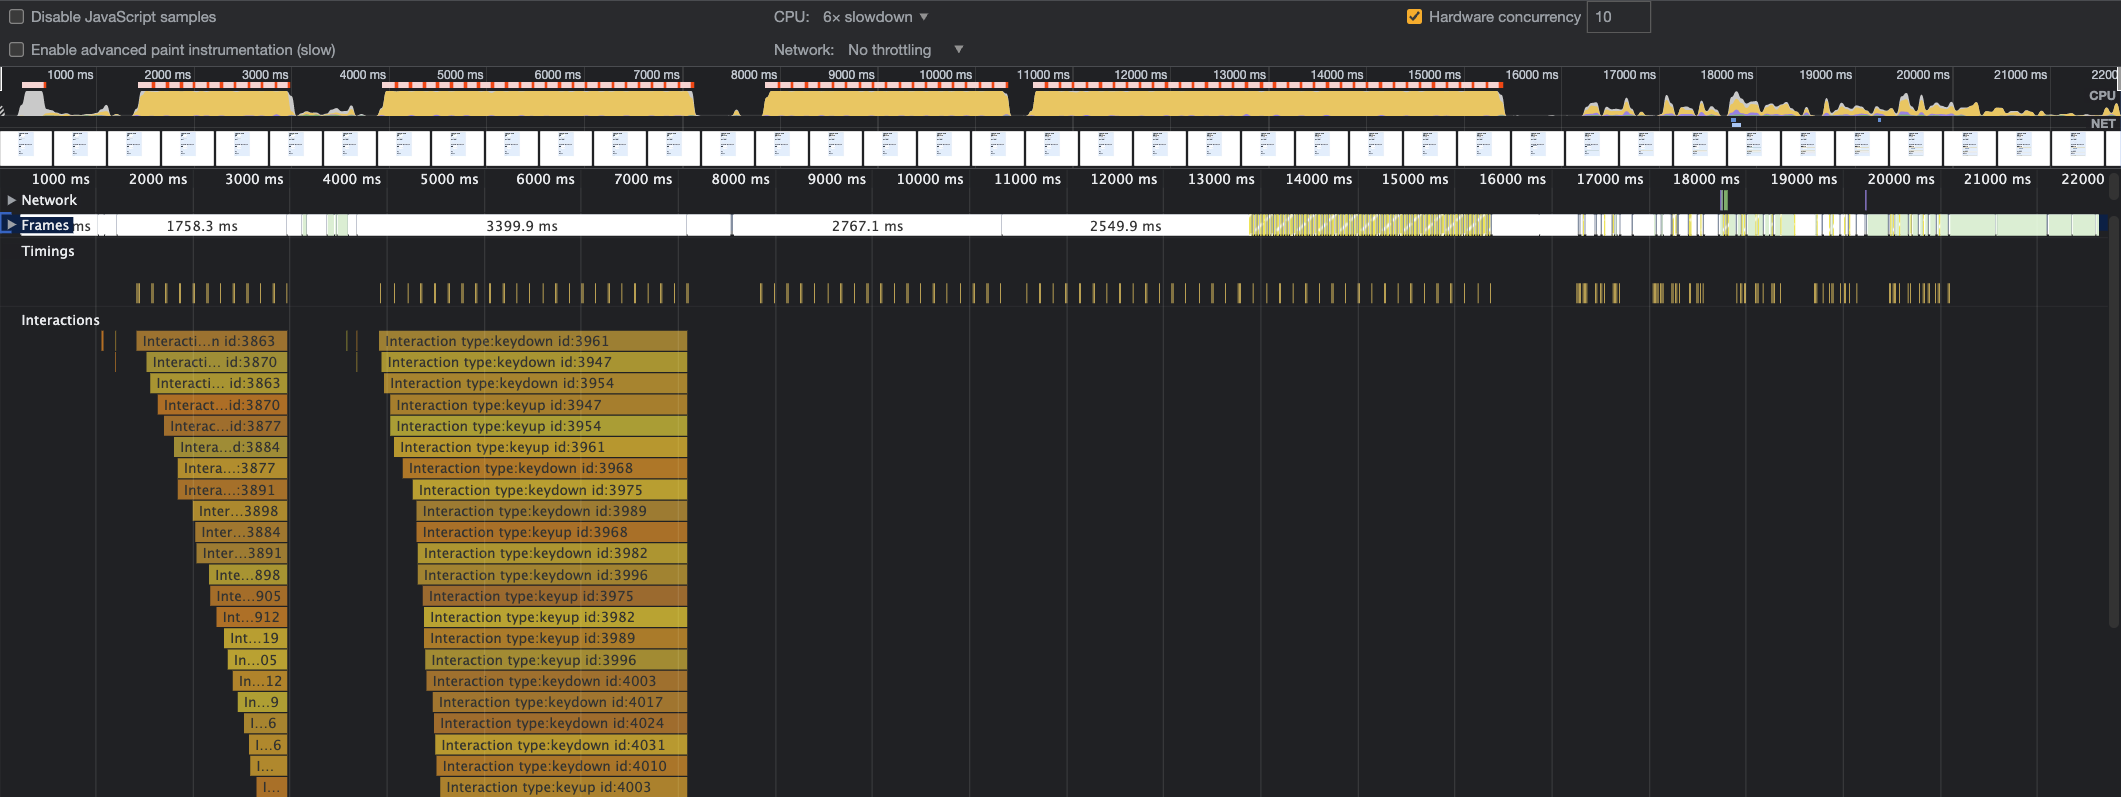 Disable JavaScript samples CPU: 6× slowdown Hardware concurrency 10
Enable advanced paint instrumentation (slow) Network: No throttling
1000 ms 2000 ms 3000 ms 4000 ms 5000 ms 6000 ms 7000 ms 8000 ms 9000 ms 10000 ms 11000 ms 12000 ms 13000 ms 14000 ms 15000 ms 16000 ms 17000 ms 18000 ms 19000 ms 20000 ms 21000 ms 2200
CPU
NET
1000 ms 2000 ms 3000 ms 4000 ms 5000 ms 6000 ms 7000 ms 8000 ms 9000 ms 10000 ms 11000 ms 12000 ms 13000 ms 14000 ms 15000 ms 16000 ms 17000 ms 18000 ms 19000 ms 20000 ms 21000 ms 22000
Network
Frames ms 1758.3 ms 3399.9 ms 2767.1 ms 2549.9 ms
Timings
Interactions
Interacti…n id:3863 Interaction type:keydown id:3961
Interacti… id:3870 Interaction type:keydown id:3947
Interacti… id:3863 Interaction type:keydown id:3954
Interact…id:3870 Interaction type:keyup id:3947
Interac…id:3877 Interaction type:keyup id:3954
Intera…d:3884 Interaction type:keyup id:3961
Intera…:3877 Interaction type:keydown id:3968
Intera…:3891 Interaction type:keydown id:3975
Inter…3898 Interaction type:keydown id:3989
Inter…3884 Interaction type:keyup id:3968
Inter…3891 Interaction type:keydown id:3982
Inte…898 Interaction type:keydown id:3996
Inte…905 Interaction type:keyup id:3975
Int…912 Interaction type:keyup id:3982
Int…19 Interaction type:keyup id:3989
In…05 Interaction type:keyup id:3996
In…12 Interaction type:keydown id:4003
In…9 Interaction type:keydown id:4017
I…6 Interaction type:keydown id:4024
I…6 Interaction type:keydown id:4031
I… Interaction type:keydown id:4010
I… Interaction type:keyup id:4003